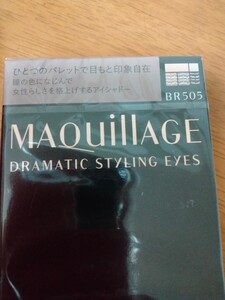 ひとつのパレットで目もと印象自在
瞳の色になじんで
女性らしさを格上げするアイシャドー
BR505
MAQuillAGE
DRAMATIC STYLING EYES